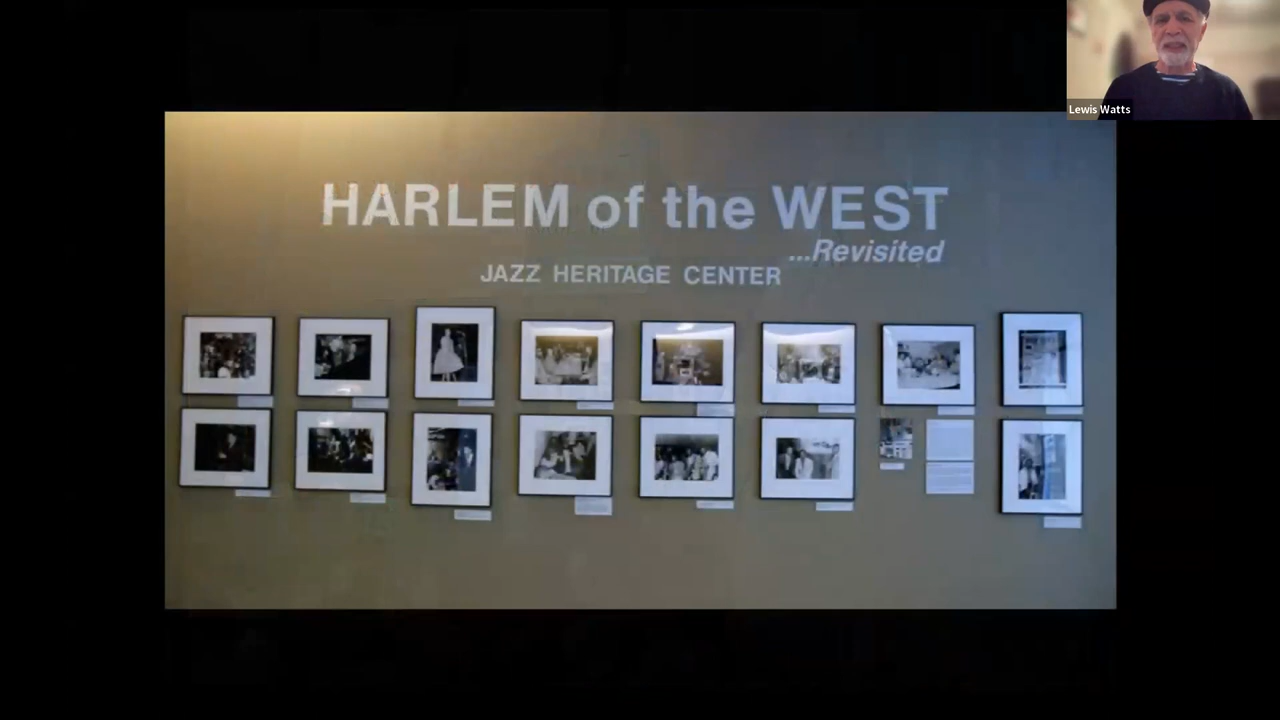 Lewis Watts
HARLEM of the WEST
...Revisited
JAZZ HERITAGE CENTER